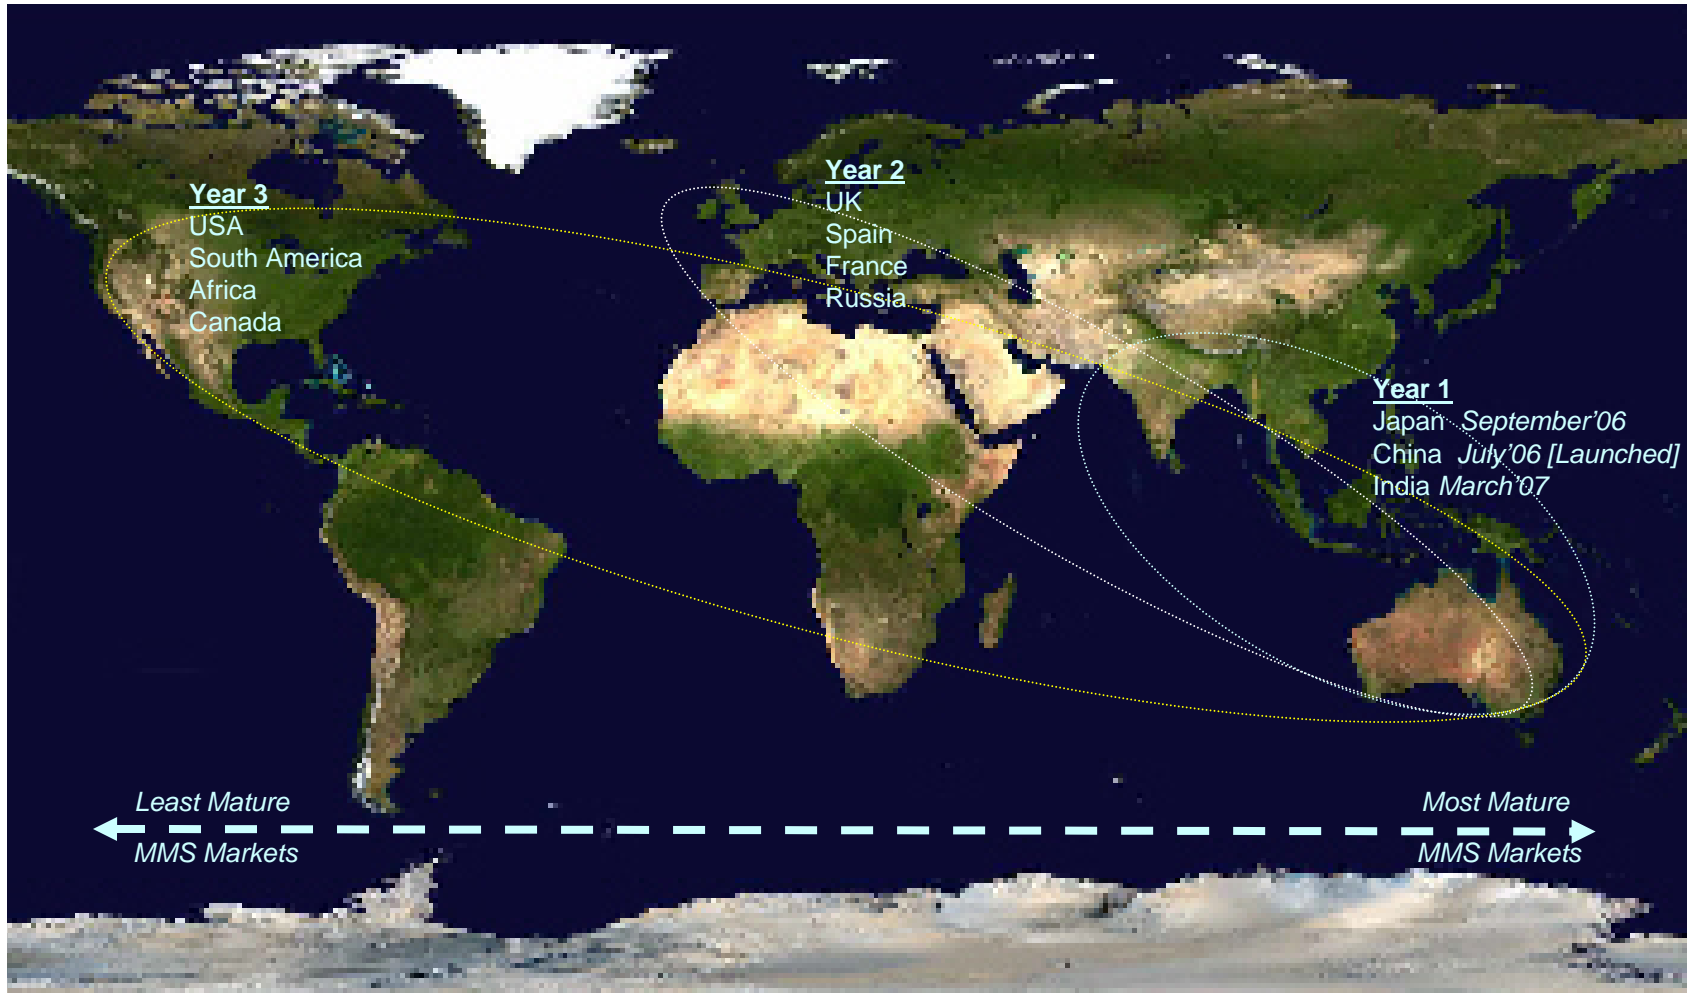 Year 3
USA
South America
Africa
Canada
Year 2
UK
Spain
France
Russia
Year 1
Japan September’06
China July’06 [Launched]
India March’07
Least Mature
MMS Markets
Most Mature
MMS Markets